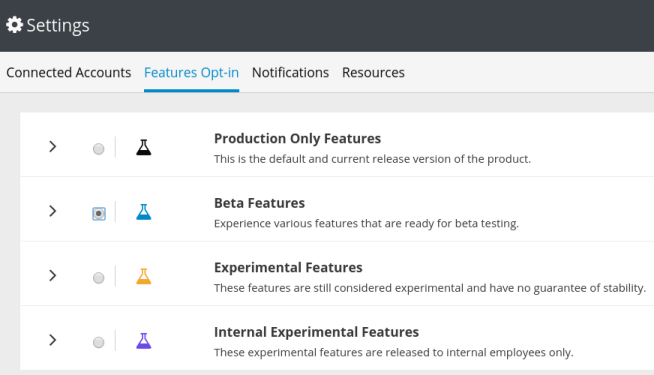 Settings
Connected Accounts Features Opt-in Notifications Resources
Production Only Features
This is the default and current release version of the product.
Beta Features
Experience various features that are ready for beta testing.
Experimental Features
These features are still considered experimental and have no guarantee of stability.
Internal Experimental Features
These experimental features are released to internal employees only.